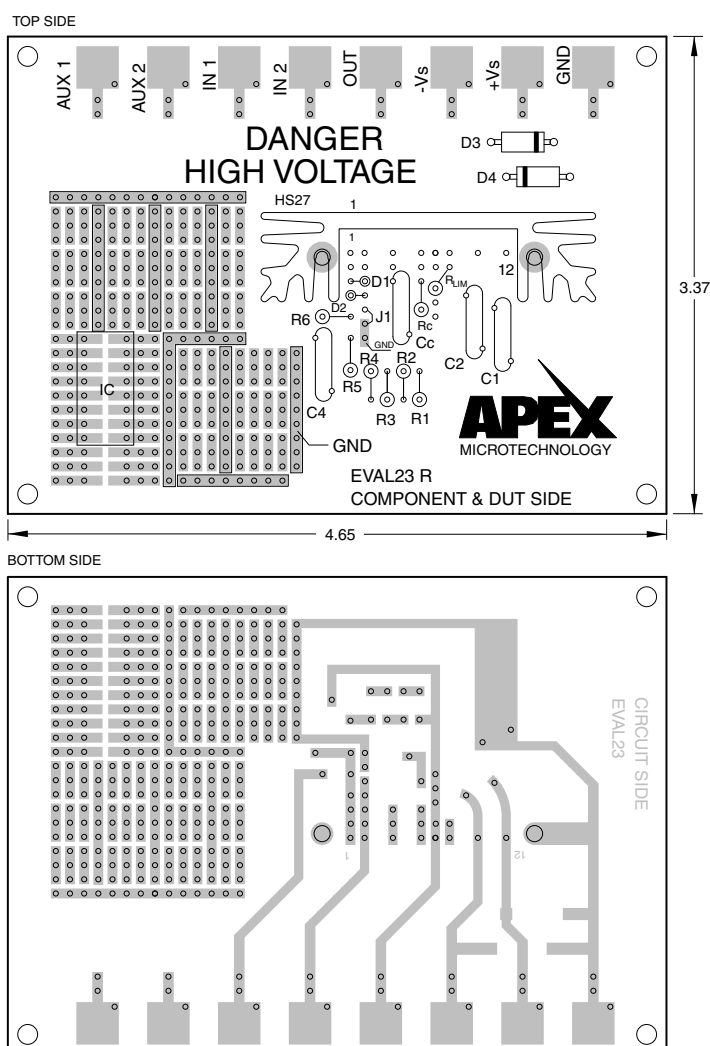 TOP SIDE
AUX 1
AUX 2
IN 1
IN 2
OUT
-Vs
+Vs
GND
DANGER
HIGH VOLTAGE
D3
D4
HS27
1
1
12
3.37
D1
RLIM
D2
J1
R6
Rc
GND
Cc
R4
R2
C2
C1
IC
R5
C4
R3
R1
APEX
MICROTECHNOLOGY
GND
EVAL23 R
COMPONENT & DUT SIDE
4.65
BOTTOM SIDE
CIRCUIT SIDE
EVAL23
1
12